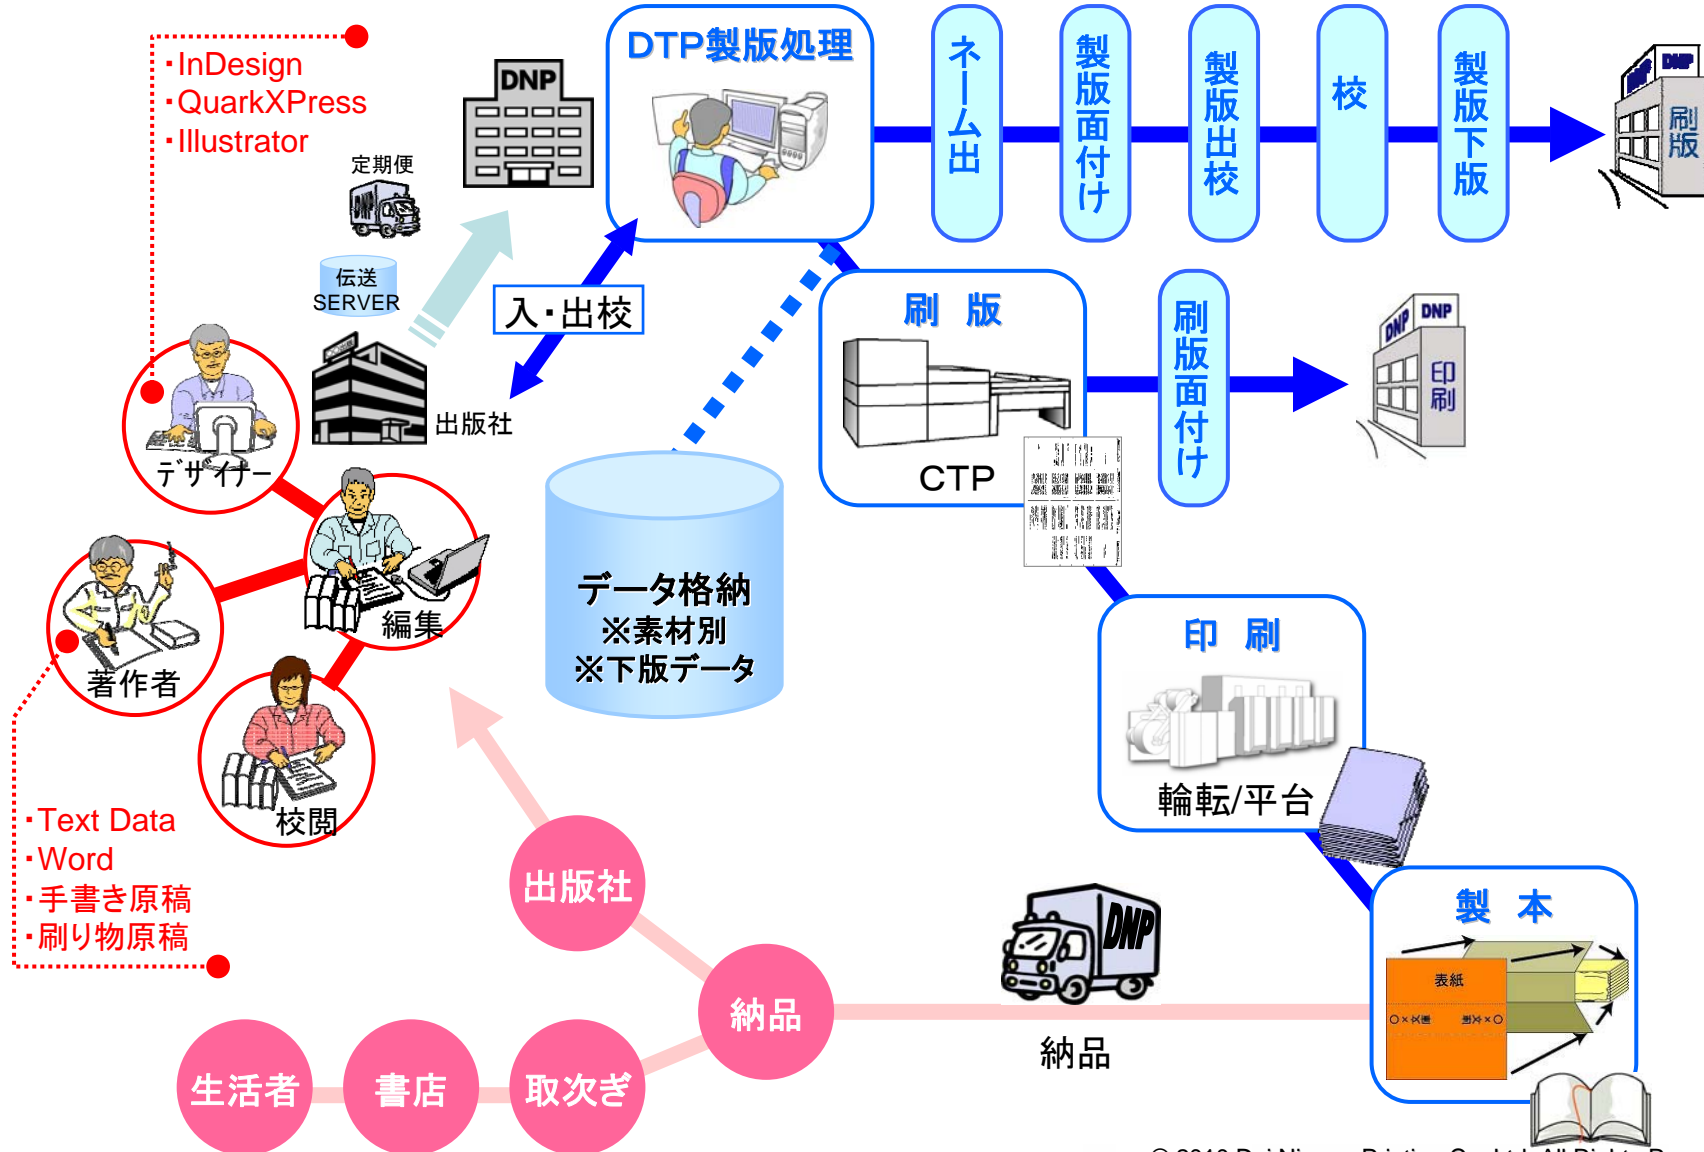 ・InDesign
・QuarkXPress
・Illustrator
定期便
DNP
伝送
SERVER
DNP
出版社
入・出校
DTP製版処理
ネーム出
製版面付け
製版出校
校
製版下版
DNP
刷版
刷 版
CTP
刷版面付け
DNP
DNP
印刷
デザイナー
編集
著作者
校閲
・Text Data
・Word
・手書き原稿
・刷り物原稿
データ格納
※素材別
※下版データ
印 刷
輪転/平台
製 本
表紙
○×文庫
DNP
納品
納品
出版社
取次ぎ
書店
生活者